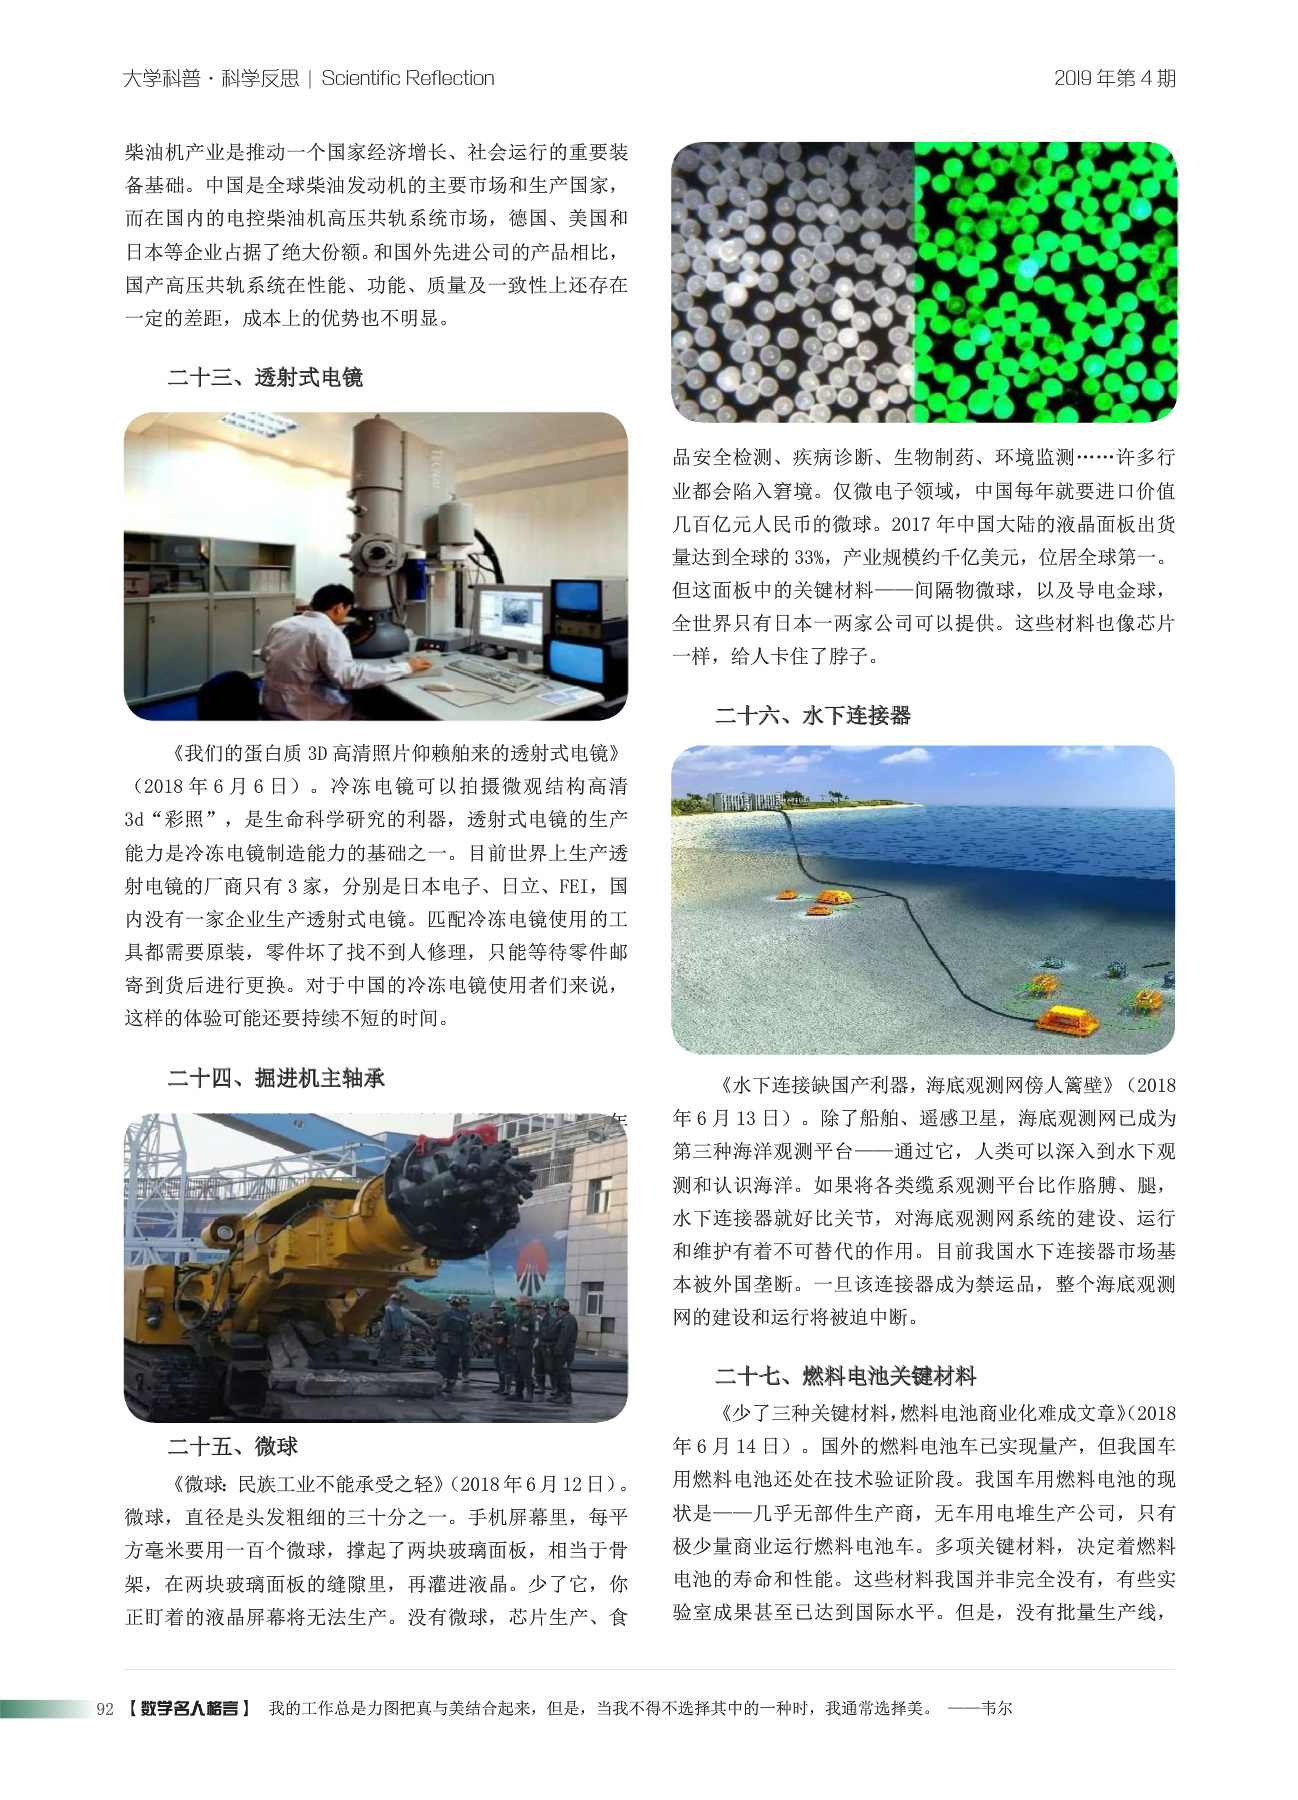 大学科普·科学反思 | Scientific Reflection
2019 年第 4 期
柴油机产业是推动一个国家经济增长、社会运行的重要装
备基础。中国是全球柴油发动机的主要市场和生产国家，
而在国内的电控柴油机高压共轨系统市场，德国、美国和
日本等企业占据了绝大份额。和国外先进公司的产品相比，
国产高压共轨系统在性能、功能、质量及一致性上还存在
一定的差距，成本上的优势也不明显。
二十三、透射式电镜
TECNAI
《我们的蛋白质 3D 高清照片仰赖舶来的透射式电镜》
（2018 年 6 月 6 日）。冷冻电镜可以拍摄微观结构高清
3d“彩照”，是生命科学研究的利器，透射式电镜的生产
能力是冷冻电镜制造能力的基础之一。目前世界上生产透
射电镜的厂商只有 3 家，分别是日本电子、日立、FEI，国
内没有一家企业生产透射式电镜。匹配冷冻电镜使用的工
具都需要原装，零件坏了找不到人修理，只能等待零件邮
寄到货后进行更换。对于中国的冷冻电镜使用者们来说，
这样的体验可能还要持续不短的时间。
二十四、掘进机主轴承
二十五、微球
《微球：民族工业不能承受之轻》（2018 年 6 月 12 日）。
微球，直径是头发粗细的三十分之一。手机屏幕里，每平
方毫米要用一百个微球，撑起了两块玻璃面板，相当于骨
架，在两块玻璃面板的缝隙里，再灌进液晶。少了它，你
正盯着的液晶屏幕将无法生产。没有微球，芯片生产、食
品安全检测、疾病诊断、生物制药、环境监测……许多行
业都会陷入窘境。仅微电子领域，中国每年就要进口价值
几百亿元人民币的微球。2017 年中国大陆的液晶面板出货
量达到全球的 33%，产业规模约千亿美元，位居全球第一。
但这面板中的关键材料——间隔物微球，以及导电金球，
全世界只有日本一两家公司可以提供。这些材料也像芯片
一样，给人卡住了脖子。
二十六、水下连接器
《水下连接缺国产利器，海底观测网傍人篱壁》（2018
年 6 月 13 日）。除了船舶、遥感卫星，海底观测网已成为
第三种海洋观测平台——通过它，人类可以深入到水下观
测和认识海洋。如果将各类缆系观测平台比作胳膊、腿，
水下连接器就好比关节，对海底观测网系统的建设、运行
和维护有着不可替代的作用。目前我国水下连接器市场基
本被外国垄断。一旦该连接器成为禁运品，整个海底观测
网的建设和运行将被迫中断。
二十七、燃料电池关键材料
《少了三种关键材料，燃料电池商业化难成文章》（2018
年 6 月 14 日）。国外的燃料电池车已实现量产，但我国车
用燃料电池还处在技术验证阶段。我国车用燃料电池的现
状是——几乎无部件生产商，无车用电堆生产公司，只有
极少量商业运行燃料电池车。多项关键材料，决定着燃料
电池的寿命和性能。这些材料我国并非完全没有，有些实
验室成果甚至已达到国际水平。但是，没有批量生产线，
92 【数学名人格言】 我的工作总是力图把真与美结合起来，但是，当我不得不选择其中的一种时，我通常选择美。 ——韦尔